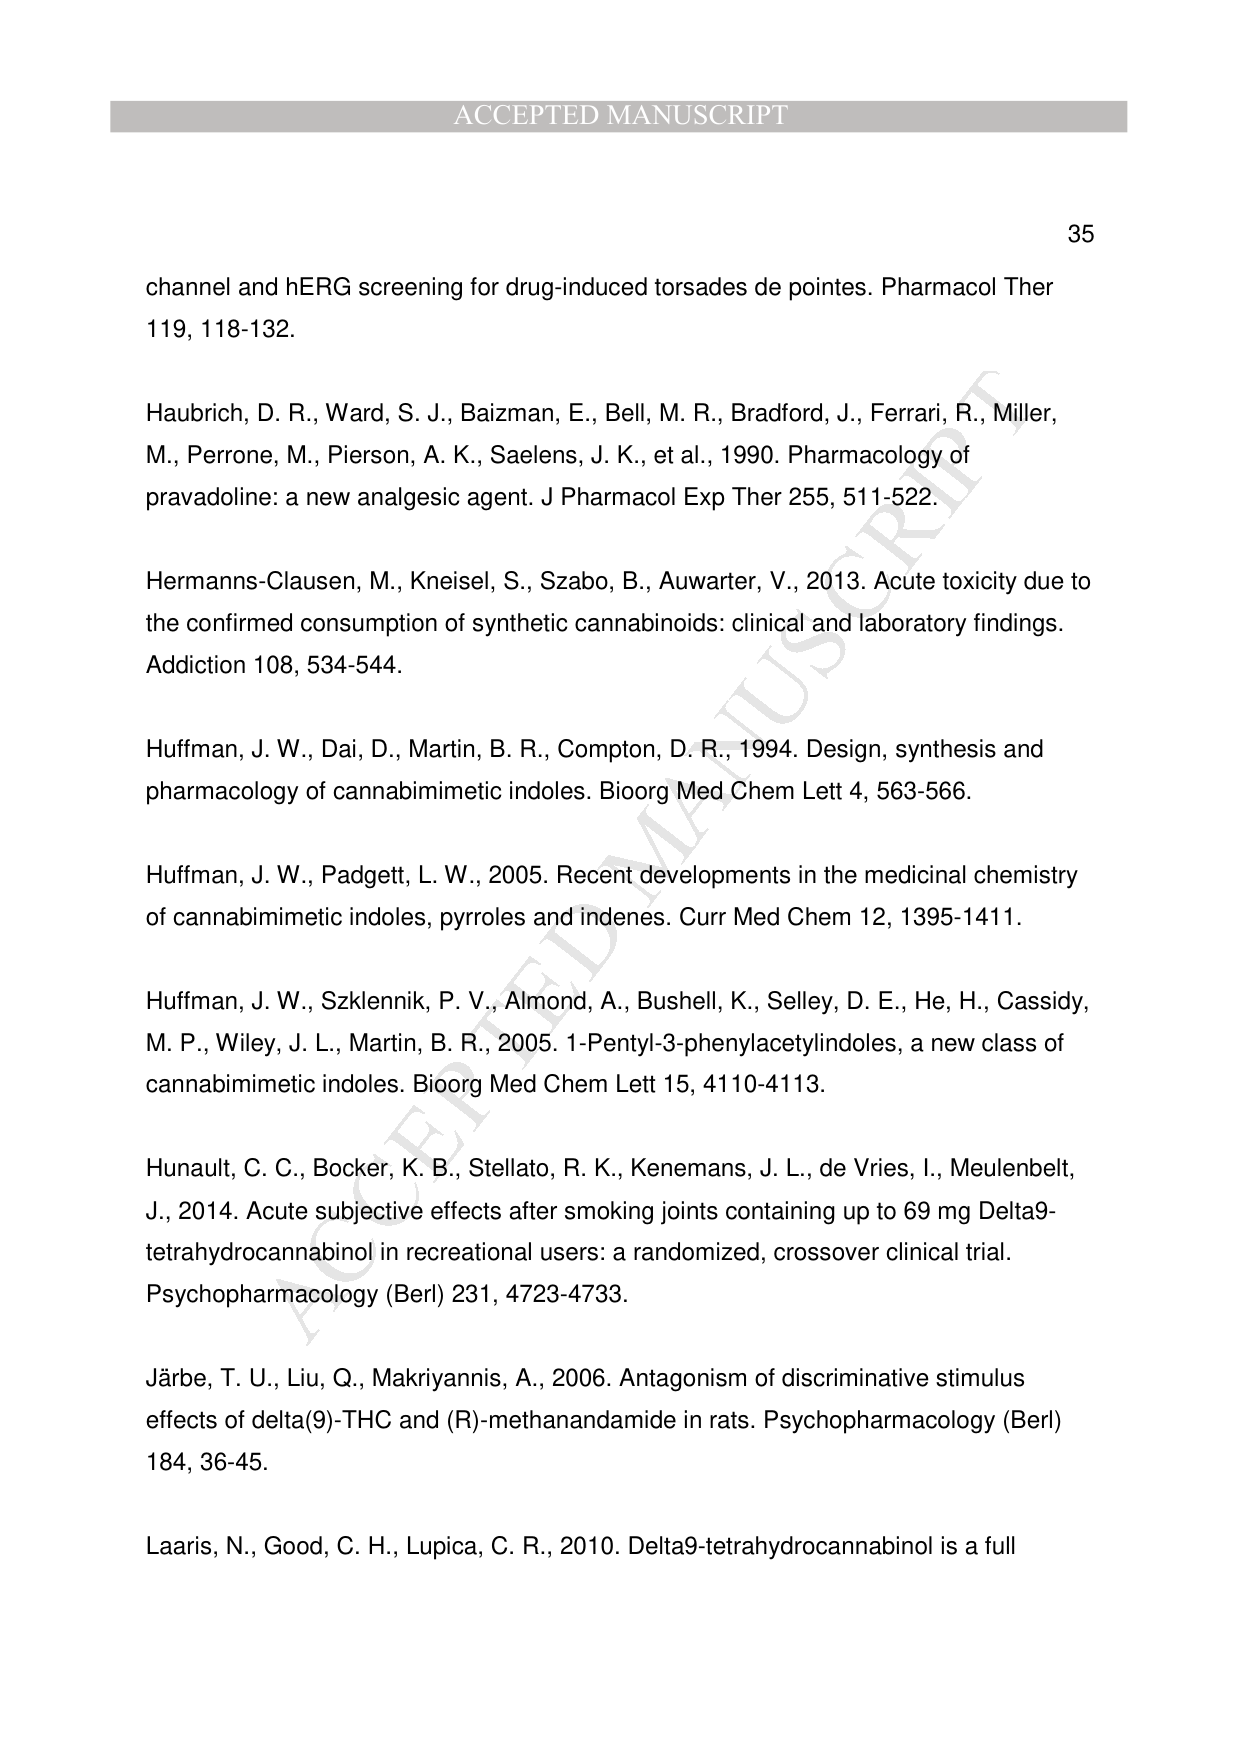 ACCEPTED MANUSCRIPT
35
channel and hERG screening for drug-induced torsades de pointes. Pharmacol Ther
119, 118-132.
Haubrich, D. R., Ward, S. J., Baizman, E., Bell, M. R., Bradford, J., Ferrari, R., Miller,
M., Perrone, M., Pierson, A. K., Saelens, J. K., et al., 1990. Pharmacology of
pravadoline: a new analgesic agent. J Pharmacol Exp Ther 255, 511-522.
Hermanns-Clausen, M., Kneisel, S., Szabo, B., Auwarter, V., 2013. Acute toxicity due to
the confirmed consumption of synthetic cannabinoids: clinical and laboratory findings.
Addiction 108, 534-544.
Huffman, J. W., Dai, D., Martin, B. R., Compton, D. R., 1994. Design, synthesis and
pharmacology of cannabimimetic indoles. Bioorg Med Chem Lett 4, 563-566.
Huffman, J. W., Padgett, L. W., 2005. Recent developments in the medicinal chemistry
of cannabimimetic indoles, pyrroles and indenes. Curr Med Chem 12, 1395-1411.
Huffman, J. W., Szklennik, P. V., Almond, A., Bushell, K., Selley, D. E., He, H., Cassidy,
M. P., Wiley, J. L., Martin, B. R., 2005. 1-Pentyl-3-phenylacetylindoles, a new class of
cannabimimetic indoles. Bioorg Med Chem Lett 15, 4110-4113.
Hunault, C. C., Bocker, K. B., Stellato, R. K., Kenemans, J. L., de Vries, I., Meulenbelt,
J., 2014. Acute subjective effects after smoking joints containing up to 69 mg Delta9-
tetrahydrocannabinol in recreational users: a randomized, crossover clinical trial.
Psychopharmacology (Berl) 231, 4723-4733.
Järbe, T. U., Liu, Q., Makriyannis, A., 2006. Antagonism of discriminative stimulus
effects of delta(9)-THC and (R)-methanandamide in rats. Psychopharmacology (Berl)
184, 36-45.
Laaris, N., Good, C. H., Lupica, C. R., 2010. Delta9-tetrahydrocannabinol is a full
ACCEPTED MANUSCRIPT